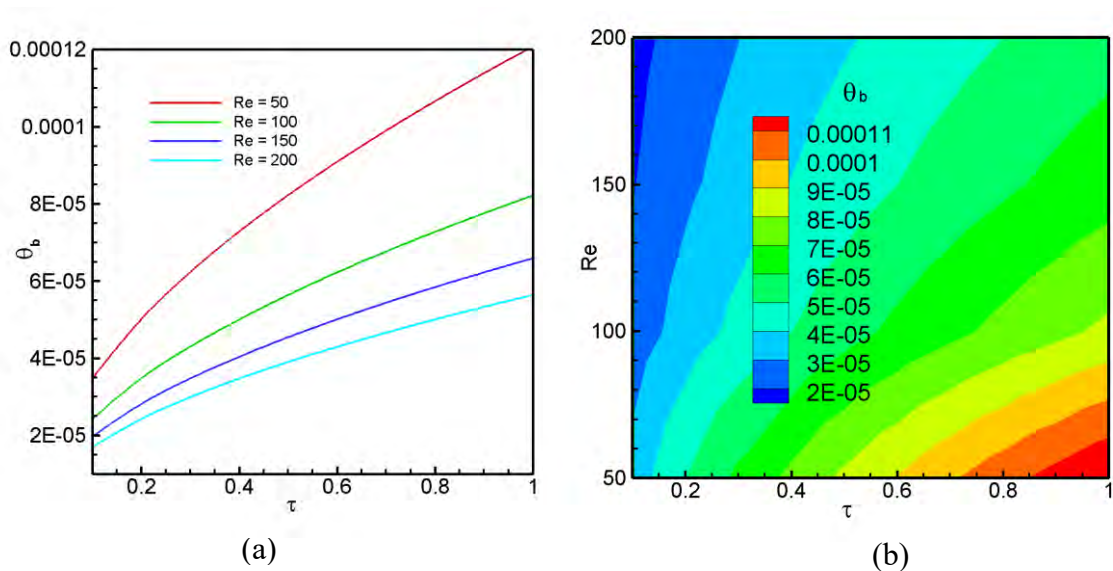 0.00012
0.0001
8E-05
6E-05
4E-05
2E-05
θb
Re = 50
Re = 100
Re = 150
Re = 200
0.2
0.4
0.6
0.8
1
τ
(a)
200
150
100
50
Re
θb
0.00011
0.0001
9E-05
8E-05
7E-05
6E-05
5E-05
4E-05
3E-05
2E-05
0.2
0.4
0.6
0.8
1
τ
(b)